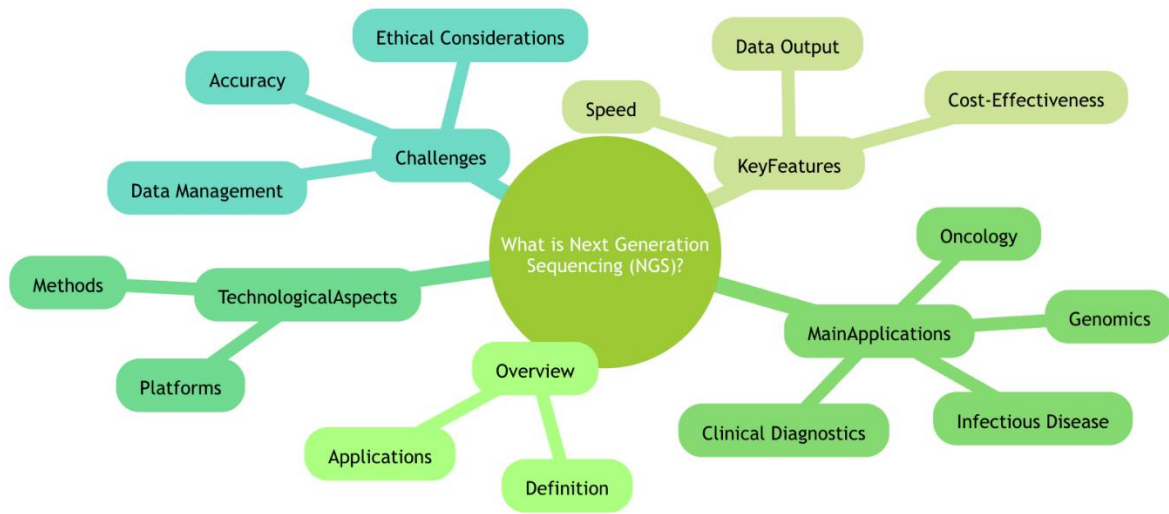 Ethical Considerations
Accuracy
Challenges
Data Management
Data Output
Speed
Cost-Effectiveness
KeyFeatures
What is Next Generation
Sequencing (NGS)?
Oncology
Genomics
MainApplications
Infectious Disease
Clinical Diagnostics
Methods
TechnologicalAspects
Platforms
Overview
Applications
Definition